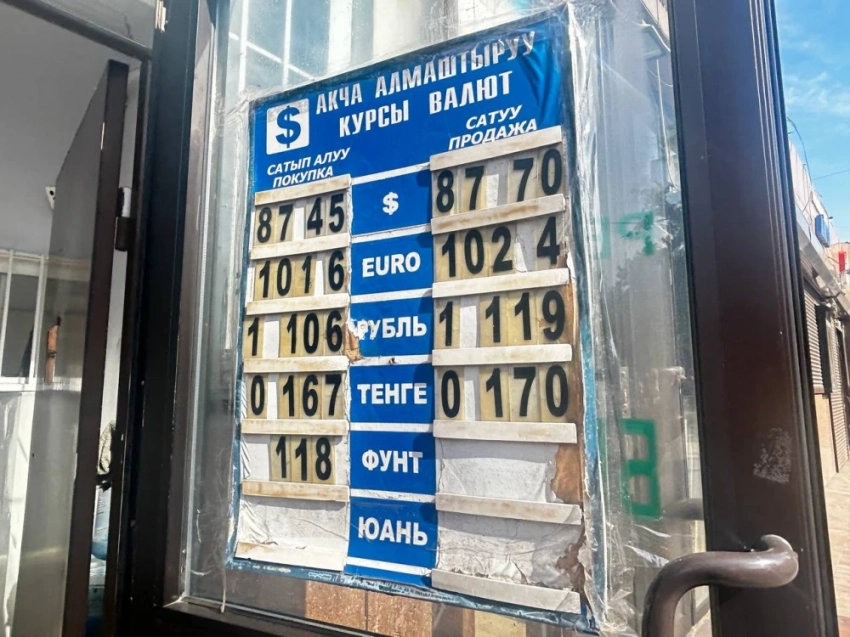 $ АКЧА АЛМАШТЫРУУ
КУРСЫ ВАЛЮТ
САТЫП АЛУУ САТУУ
ПОКУПКА ПРОДАЖА
87 45 $ 87 70
101 6 EURO 102 4
1 106 РУБЛЬ 1 119
0 167 ТЕНГЕ 0 170
118 ФУНТ
ЮАНЬ